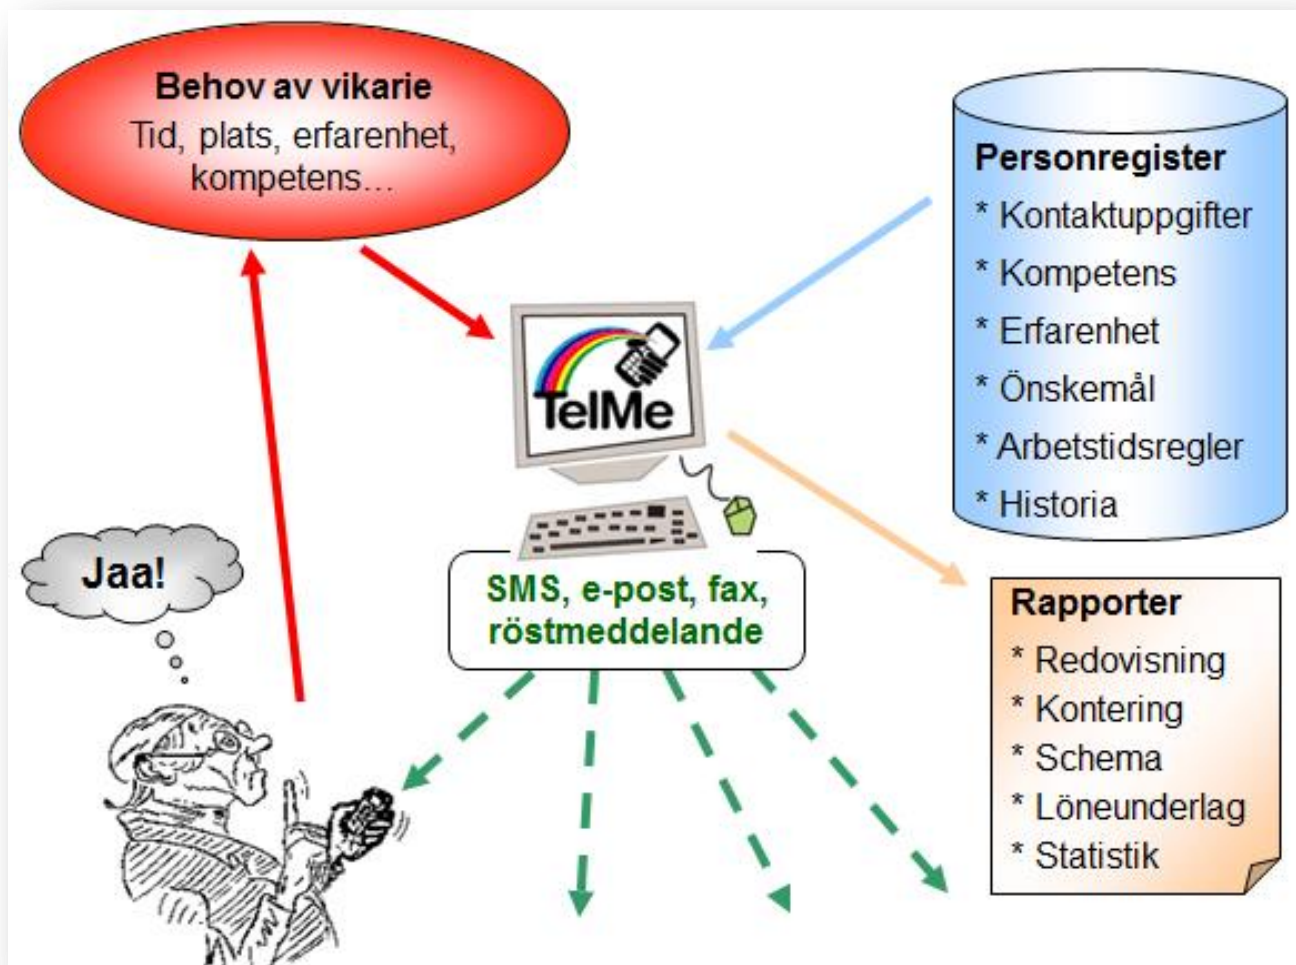 Behov av vikarie
Tid, plats, erfarenhet,
kompetens...
Personregister
* Kontaktuppgifter
* Kompetens
* Erfarenhet
* Önskemål
* Arbetstidsregler
* Historia
TelMe
Jaa!
SMS, e-post, fax,
röstmeddelande
Rapporter
* Redovisning
* Kontering
* Schema
* Löneunderlag
* Statistik